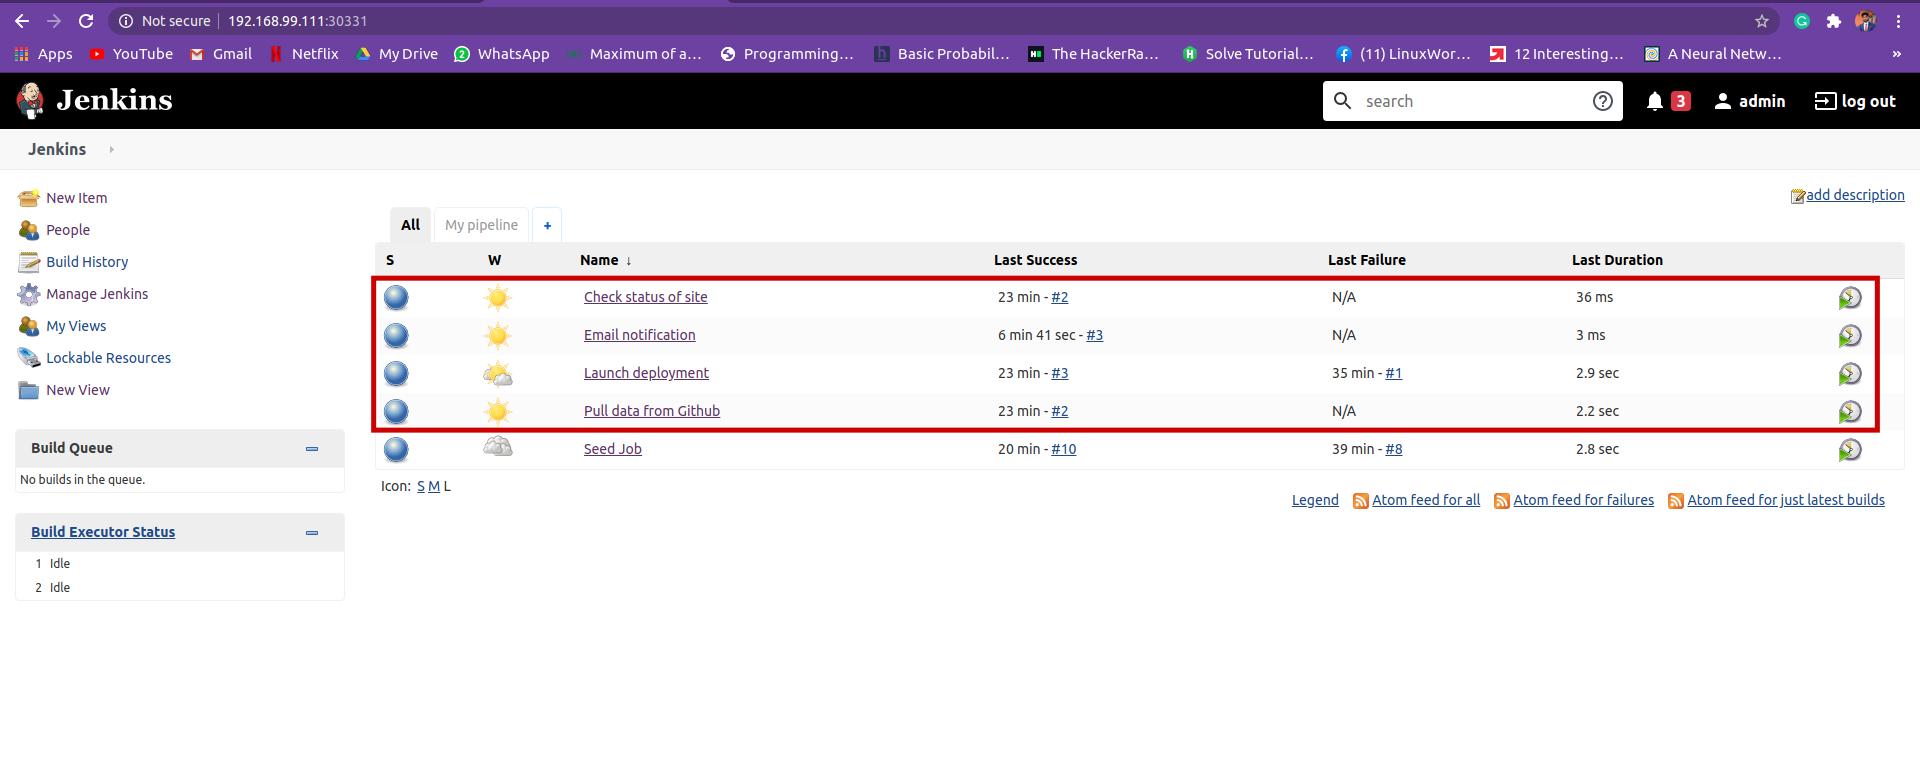 Not secure 192.168.99.111:30331
Apps YouTube Gmail Netflix My Drive WhatsApp Maximum of a... Programming... Basic Probabil... The HackerRa... Solve Tutorial... (11) LinuxWor... 12 Interesting... A Neural Netw... »
Jenkins search 3 admin log out
Jenkins
New Item
People
Build History
Manage Jenkins
My Views
Lockable Resources
New View
Build Queue
No builds in the queue.
Build Executor Status
1 Idle
2 Idle
add description
All My pipeline +
S W Name ↓ Last Success Last Failure Last Duration
Check status of site 23 min - #2 N/A 36 ms
Email notification 6 min 41 sec - #3 N/A 3 ms
Launch deployment 23 min - #3 35 min - #1 2.9 sec
Pull data from Github 23 min - #2 N/A 2.2 sec
Seed Job 20 min - #10 39 min - #8 2.8 sec
Icon: S M L
Legend Atom feed for all Atom feed for failures Atom feed for just latest builds